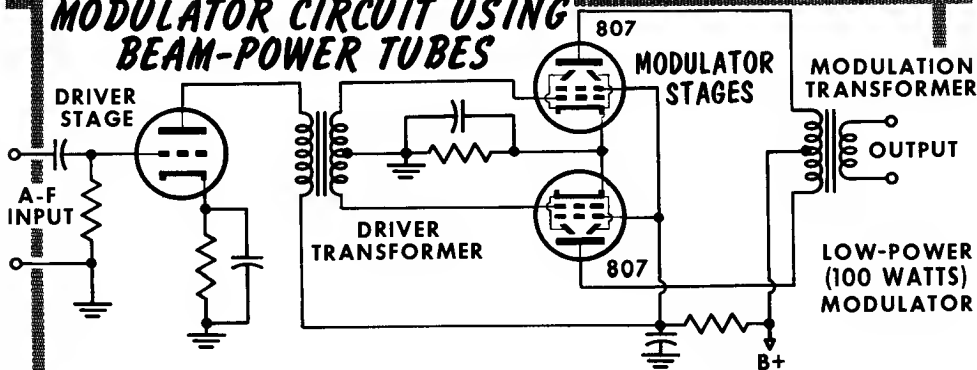 MODULATOR CIRCUIT USING
BEAM-POWER TUBES
DRIVER
STAGE
A-F
INPUT
DRIVER
TRANSFORMER
807
MODULATOR
STAGES
807
MODULATION
TRANSFORMER
OUTPUT
LOW-POWER
(100 WATTS)
MODULATOR
B+